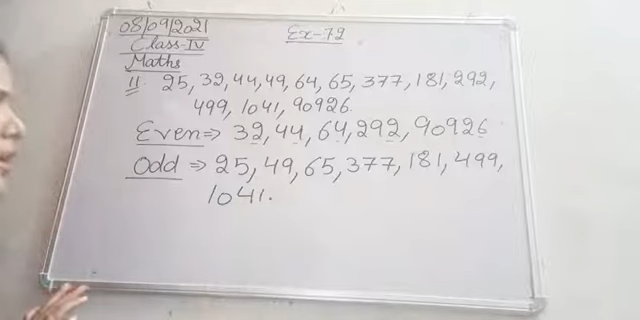 08/09/2021
Ex-72
Class-IV
Maths
11. 25, 32, 44, 49, 64, 65, 377, 181, 292,
499, 1041, 90926.
Even ⇒ 32, 44, 64, 292, 90926
Odd ⇒ 25, 49, 65, 377, 181, 499,
1041.